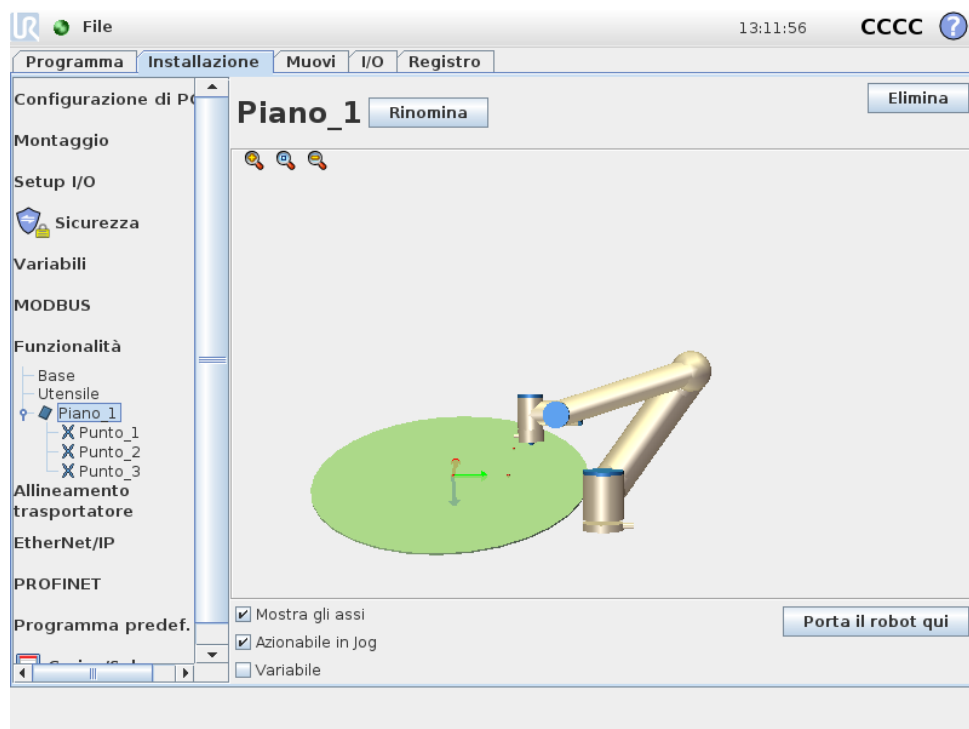 UR File 13:11:56 CCCC ?
Programma Installazione Muovi I/O Registro
Configurazione di
Montaggio
Setup I/O
Sicurezza
Variabili
MODBUS
Funzionalità
Base
Utensile
Piano_1
Punto_1
Punto_2
Punto_3
Allineamento
trasportatore
EtherNet/IP
PROFINET
Programma predef.
Piano_1 Rinomina Elimina
Mostra gli assi
Azionabile in Jog
Variabile
Porta il robot qui